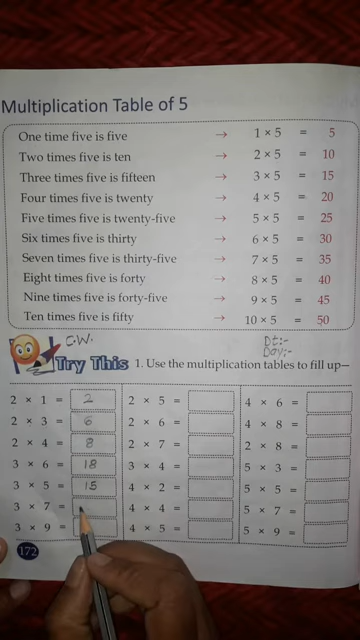 Multiplication Table of 5
One time five is five → 1 × 5 = 5
Two times five is ten → 2 × 5 = 10
Three times five is fifteen → 3 × 5 = 15
Four times five is twenty → 4 × 5 = 20
Five times five is twenty-five → 5 × 5 = 25
Six times five is thirty → 6 × 5 = 30
Seven times five is thirty-five → 7 × 5 = 35
Eight times five is forty → 8 × 5 = 40
Nine times five is forty-five → 9 × 5 = 45
Ten times five is fifty → 10 × 5 = 50
C.W.
Dt:-
Day:-
Try This 1. Use the multiplication tables to fill up—
2 × 1 = 2 2 × 5 = 4 × 6 =
2 × 3 = 6 2 × 6 = 4 × 8 =
2 × 4 = 8 2 × 7 = 2 × 8 =
3 × 6 = 18 3 × 4 = 5 × 3 =
3 × 5 = 15 4 × 2 = 5 × 5 =
3 × 7 = 4 × 4 = 5 × 7 =
3 × 9 = 4 × 5 = 5 × 9 =
172